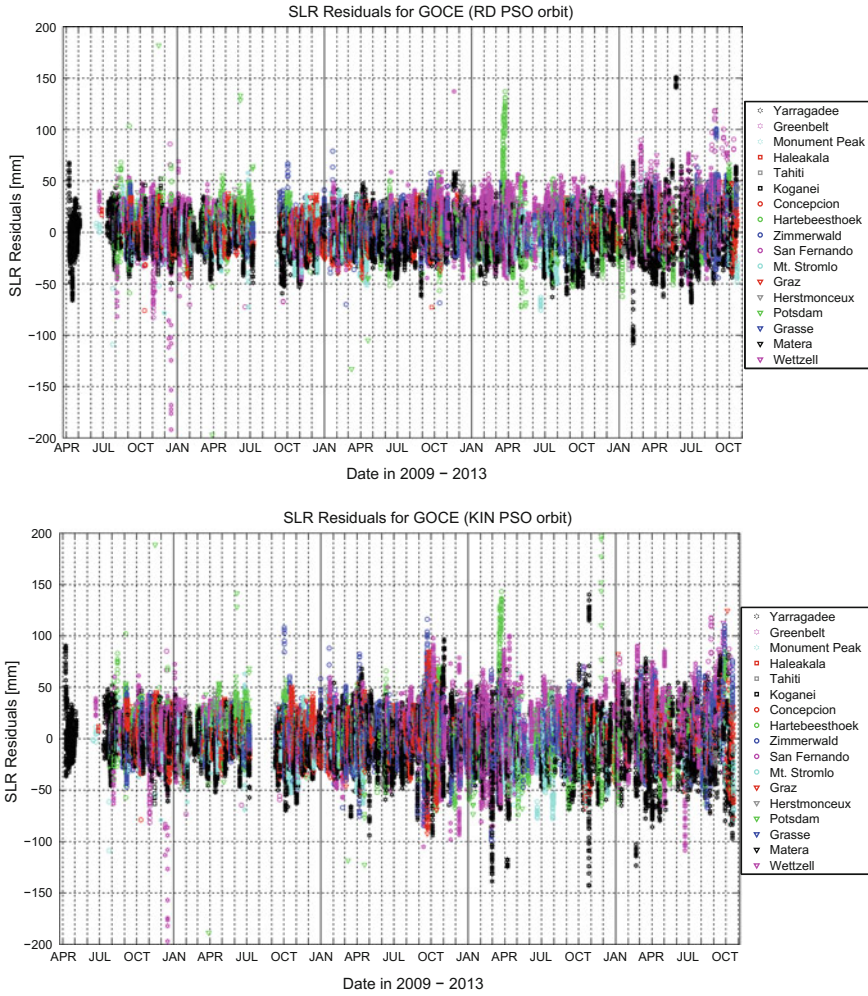 SLR Residuals for GOCE (RD PSO orbit)
SLR Residuals [mm]
200
150
100
50
0
−50
−100
−150
−200
APR JUL OCT JAN APR JUL OCT JAN APR JUL OCT JAN APR JUL OCT JAN APR JUL OCT
Date in 2009 − 2013
Yarragadee
Greenbelt
Monument Peak
Haleakala
Tahiti
Koganei
Concepcion
Hartebeesthoek
Zimmerwald
San Fernando
Mt. Stromlo
Graz
Herstmonceux
Potsdam
Grasse
Matera
Wettzell
SLR Residuals for GOCE (KIN PSO orbit)
SLR Residuals [mm]
200
150
100
50
0
−50
−100
−150
−200
APR JUL OCT JAN APR JUL OCT JAN APR JUL OCT JAN APR JUL OCT JAN APR JUL OCT
Date in 2009 − 2013
Yarragadee
Greenbelt
Monument Peak
Haleakala
Tahiti
Koganei
Concepcion
Hartebeesthoek
Zimmerwald
San Fernando
Mt. Stromlo
Graz
Herstmonceux
Potsdam
Grasse
Matera
Wettzell